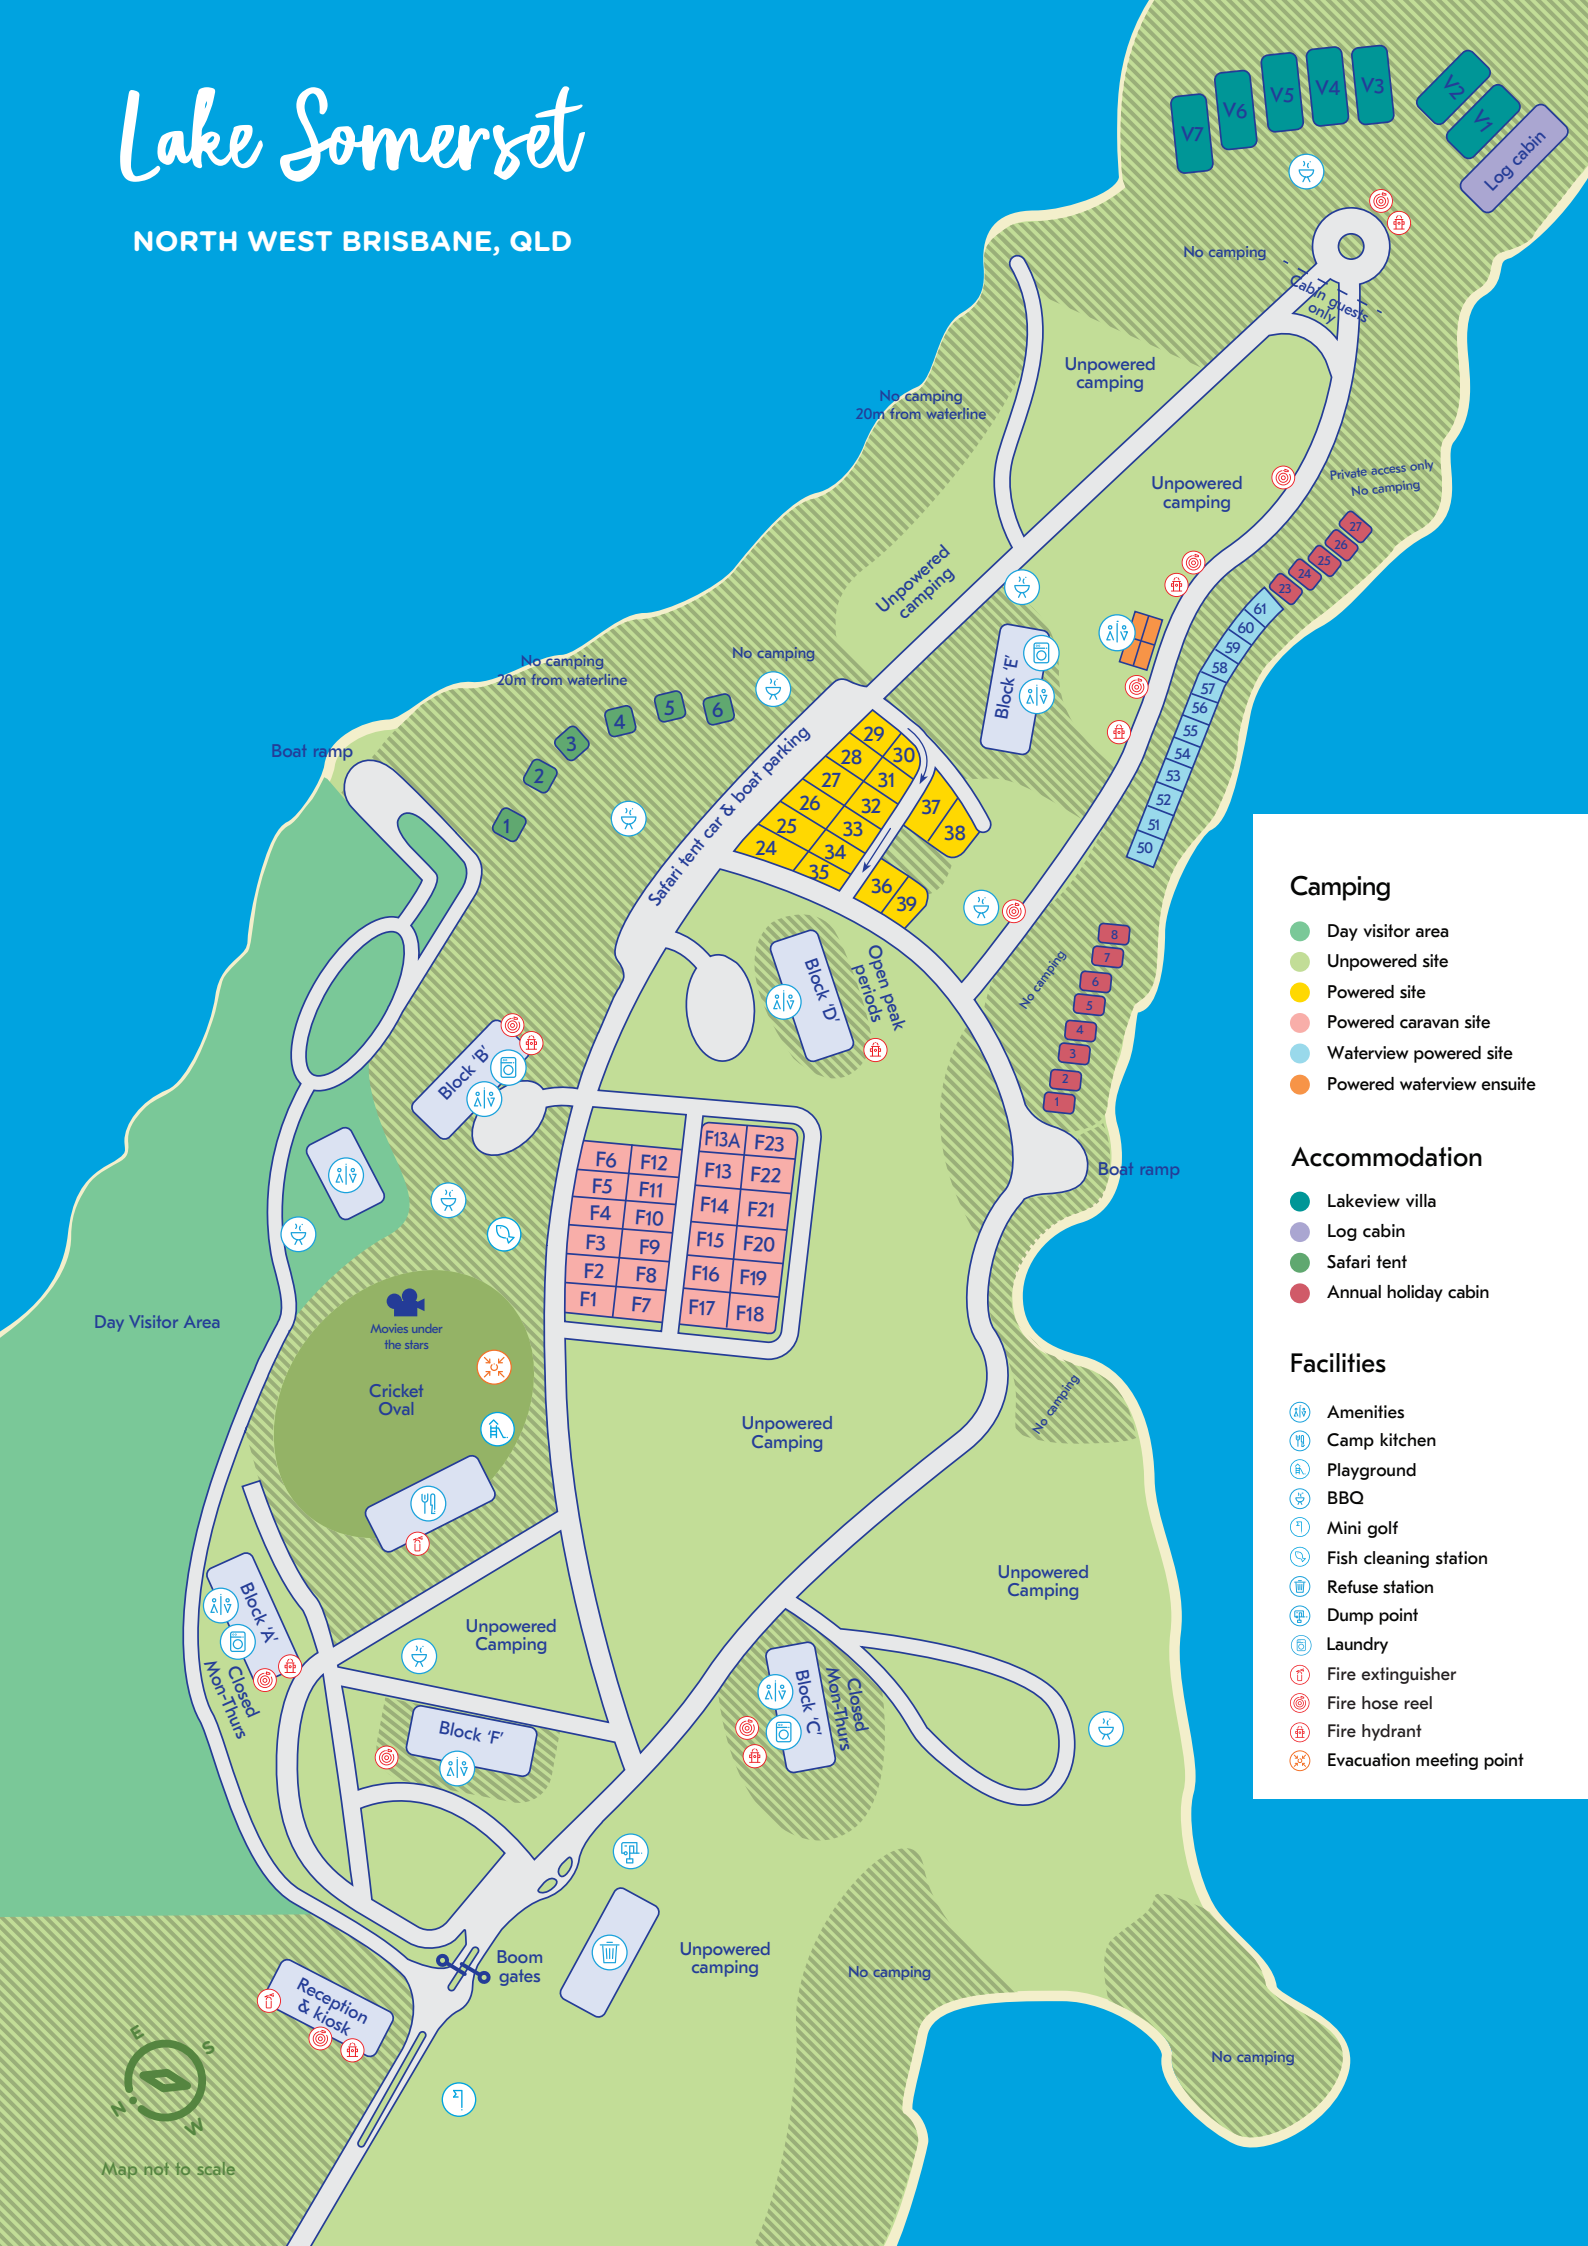 Lake Somerset
NORTH WEST BRISBANE, QLD
V7
V6
V5
V4
V3
V2
V1
Log cabin
No camping
Cabin guests
only
Unpowered
camping
No camping
20m from waterline
Unpowered
camping
Private access only
No camping
27
26
25
24
23
Unpowered
camping
61
60
59
58
57
56
55
54
53
52
51
50
Block 'E'
No camping
No camping
20m from waterline
6
5
4
3
2
1
Boat ramp
Safari tent car & boat parking
29
30
28
31
27
32
26
33
25
34
24
35
37
38
36
39
Block 'D'
Open peak
periods
No camping
8
7
6
5
4
3
2
1
Boat ramp
Block 'B'
F13A
F23
F6
F12
F13
F22
F5
F11
F4
F10
F14
F21
F3
F9
F15
F20
F2
F8
F16
F19
F1
F7
F17
F18
Day Visitor Area
Movies under
the stars
Cricket
Oval
No camping
Unpowered
Camping
Unpowered
Camping
Unpowered
Camping
Block 'A'
Closed
Mon-Thurs
Block 'F'
Block 'C'
Closed
Mon-Thurs
Boom
gates
Unpowered
camping
No camping
No camping
Reception
& kiosk
E
S
N
W
Map not to scale
Camping
Day visitor area
Unpowered site
Powered site
Powered caravan site
Waterview powered site
Powered waterview ensuite
Accommodation
Lakeview villa
Log cabin
Safari tent
Annual holiday cabin
Facilities
Amenities
Camp kitchen
Playground
BBQ
Mini golf
Fish cleaning station
Refuse station
Dump point
Laundry
Fire extinguisher
Fire hose reel
Fire hydrant
Evacuation meeting point